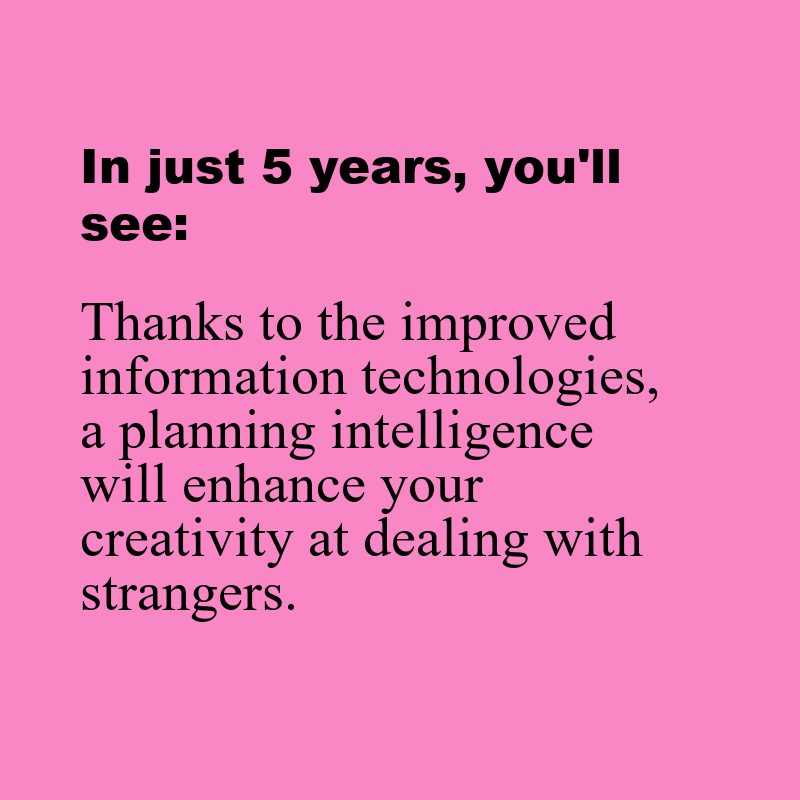 In just 5 years, you'll
see:
Thanks to the improved
information technologies,
a planning intelligence
will enhance your
creativity at dealing with
strangers.